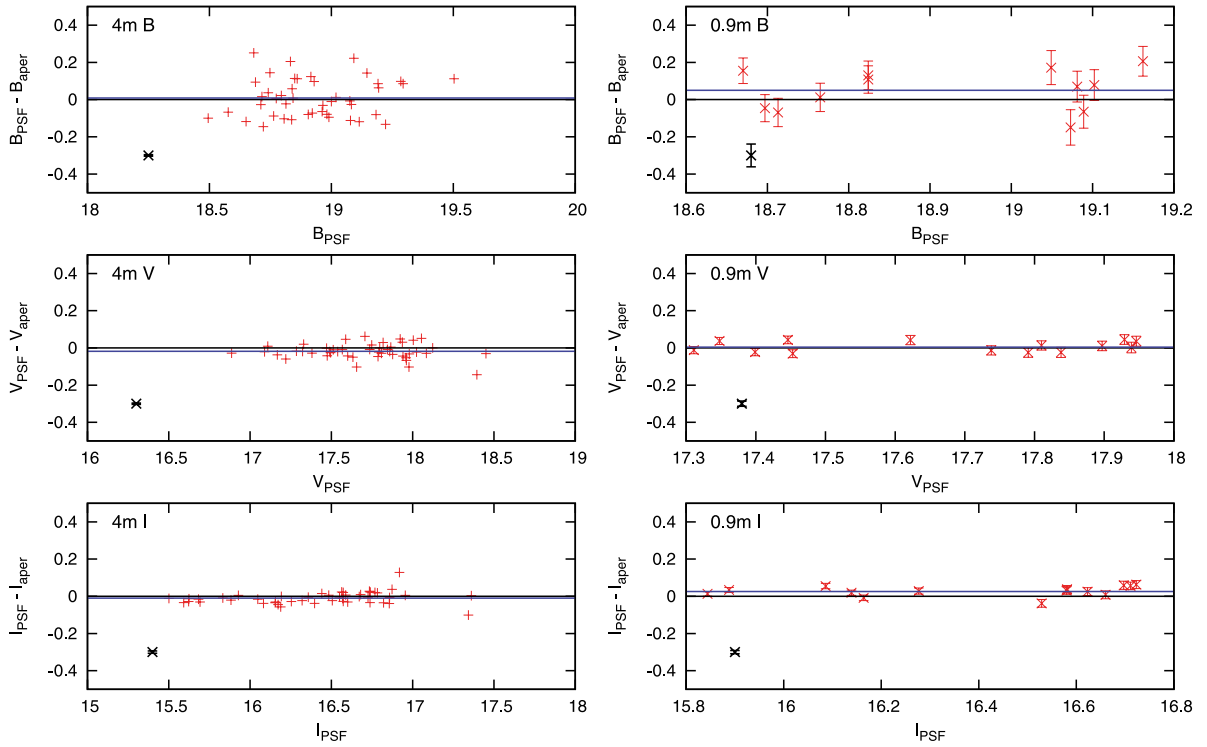 4m B
0.4
0.2
0
-0.2
-0.4
B_PSF - B_aper
18 18.5 19 19.5 20
B_PSF
0.9m B
0.4
0.2
0
-0.2
-0.4
B_PSF - B_aper
18.6 18.7 18.8 18.9 19 19.1 19.2
B_PSF
4m V
0.4
0.2
0
-0.2
-0.4
V_PSF - V_aper
16 16.5 17 17.5 18 18.5 19
V_PSF
0.9m V
0.4
0.2
0
-0.2
-0.4
V_PSF - V_aper
17.3 17.4 17.5 17.6 17.7 17.8 17.9 18
V_PSF
4m I
0.4
0.2
0
-0.2
-0.4
I_PSF - I_aper
15 15.5 16 16.5 17 17.5 18
I_PSF
0.9m I
0.4
0.2
0
-0.2
-0.4
I_PSF - I_aper
15.8 16 16.2 16.4 16.6 16.8
I_PSF